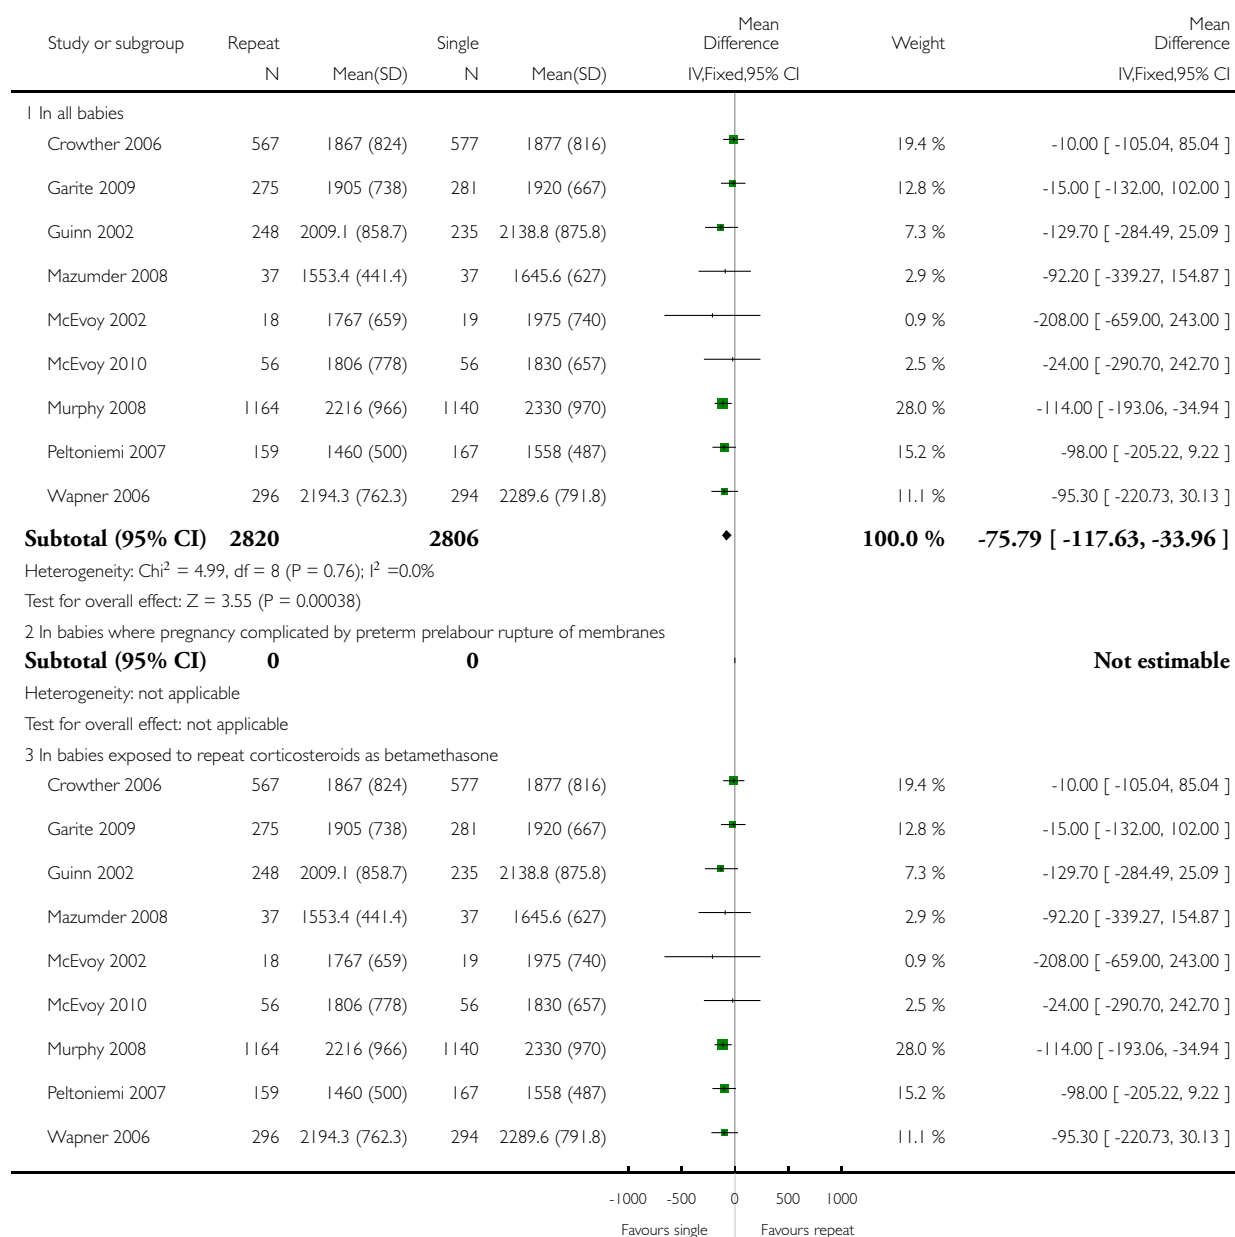 Study or subgroup Repeat Single Mean Difference Weight Mean Difference
N Mean(SD) N Mean(SD) IV,Fixed,95% CI IV,Fixed,95% CI
1 In all babies
Crowther 2006 567 1867 (824) 577 1877 (816) 19.4 % -10.00 [ -105.04, 85.04 ]
Garite 2009 275 1905 (738) 281 1920 (667) 12.8 % -15.00 [ -132.00, 102.00 ]
Guinn 2002 248 2009.1 (858.7) 235 2138.8 (875.8) 7.3 % -129.70 [ -284.49, 25.09 ]
Mazumder 2008 37 1553.4 (441.4) 37 1645.6 (627) 2.9 % -92.20 [ -339.27, 154.87 ]
McEvoy 2002 18 1767 (659) 19 1975 (740) 0.9 % -208.00 [ -659.00, 243.00 ]
McEvoy 2010 56 1806 (778) 56 1830 (657) 2.5 % -24.00 [ -290.70, 242.70 ]
Murphy 2008 1164 2216 (966) 1140 2330 (970) 28.0 % -114.00 [ -193.06, -34.94 ]
Peltoniemi 2007 159 1460 (500) 167 1558 (487) 15.2 % -98.00 [ -205.22, 9.22 ]
Wapner 2006 296 2194.3 (762.3) 294 2289.6 (791.8) 11.1 % -95.30 [ -220.73, 30.13 ]
Subtotal (95% CI) 2820 2806 100.0 % -75.79 [ -117.63, -33.96 ]
Heterogeneity: Chi² = 4.99, df = 8 (P = 0.76); I² =0.0%
Test for overall effect: Z = 3.55 (P = 0.00038)
2 In babies where pregnancy complicated by preterm prelabour rupture of membranes
Subtotal (95% CI) 0 0 Not estimable
Heterogeneity: not applicable
Test for overall effect: not applicable
3 In babies exposed to repeat corticosteroids as betamethasone
Crowther 2006 567 1867 (824) 577 1877 (816) 19.4 % -10.00 [ -105.04, 85.04 ]
Garite 2009 275 1905 (738) 281 1920 (667) 12.8 % -15.00 [ -132.00, 102.00 ]
Guinn 2002 248 2009.1 (858.7) 235 2138.8 (875.8) 7.3 % -129.70 [ -284.49, 25.09 ]
Mazumder 2008 37 1553.4 (441.4) 37 1645.6 (627) 2.9 % -92.20 [ -339.27, 154.87 ]
McEvoy 2002 18 1767 (659) 19 1975 (740) 0.9 % -208.00 [ -659.00, 243.00 ]
McEvoy 2010 56 1806 (778) 56 1830 (657) 2.5 % -24.00 [ -290.70, 242.70 ]
Murphy 2008 1164 2216 (966) 1140 2330 (970) 28.0 % -114.00 [ -193.06, -34.94 ]
Peltoniemi 2007 159 1460 (500) 167 1558 (487) 15.2 % -98.00 [ -205.22, 9.22 ]
Wapner 2006 296 2194.3 (762.3) 294 2289.6 (791.8) 11.1 % -95.30 [ -220.73, 30.13 ]
-1000 -500 0 500 1000
Favours single Favours repeat